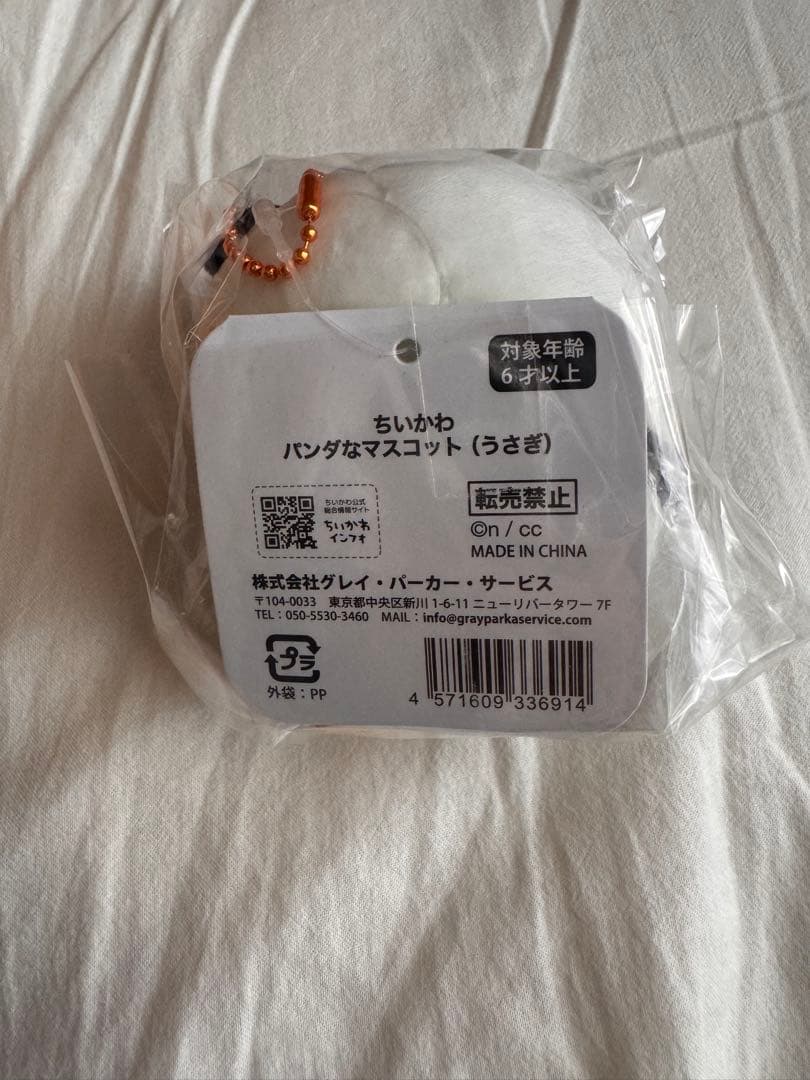 対象年齢
6才以上
ちいかわ
パンダなマスコット（うさぎ）
ちいかわ公式
総合情報サイト
ちいかわ
インフォ
転売禁止
©n / cc
MADE IN CHINA
株式会社グレイ・パーカー・サービス
〒104-0033　東京都中央区新川 1-6-11 ニューリバータワー 7F
TEL：050-5530-3460　MAIL：info@grayparkaservice.com
プラ
外袋：PP
4 571609 336914